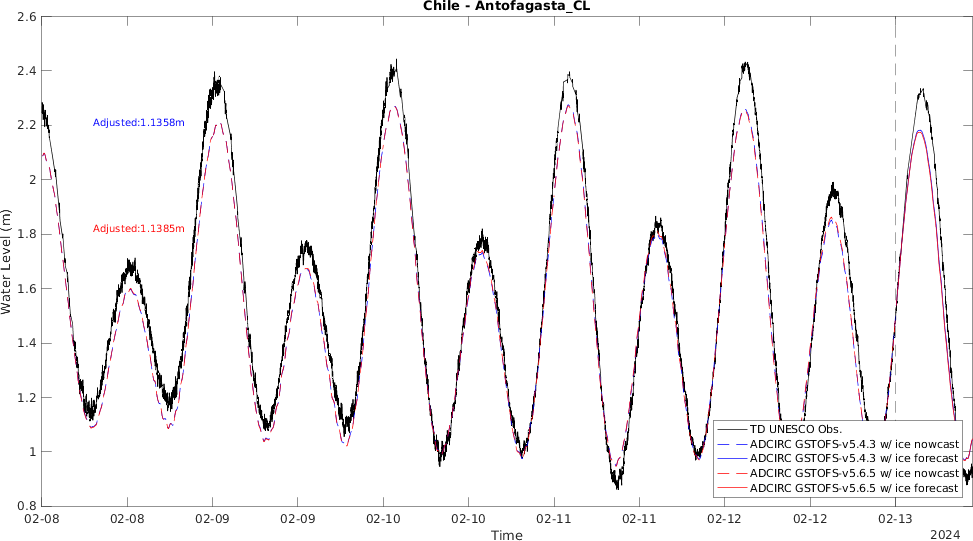 Chile - Antofagasta_CL
2.6
2.4
2.2
2
1.8
1.6
1.4
1.2
1
0.8
Water Level (m)
Adjusted:1.1358m
Adjusted:1.1385m
TD UNESCO Obs.
ADCIRC GSTOFS-v5.4.3 w/ ice nowcast
ADCIRC GSTOFS-v5.4.3 w/ ice forecast
ADCIRC GSTOFS-v5.6.5 w/ ice nowcast
ADCIRC GSTOFS-v5.6.5 w/ ice forecast
02-08 02-08 02-09 02-09 02-10 02-10 02-11 02-11 02-12 02-12 02-13
Time
2024